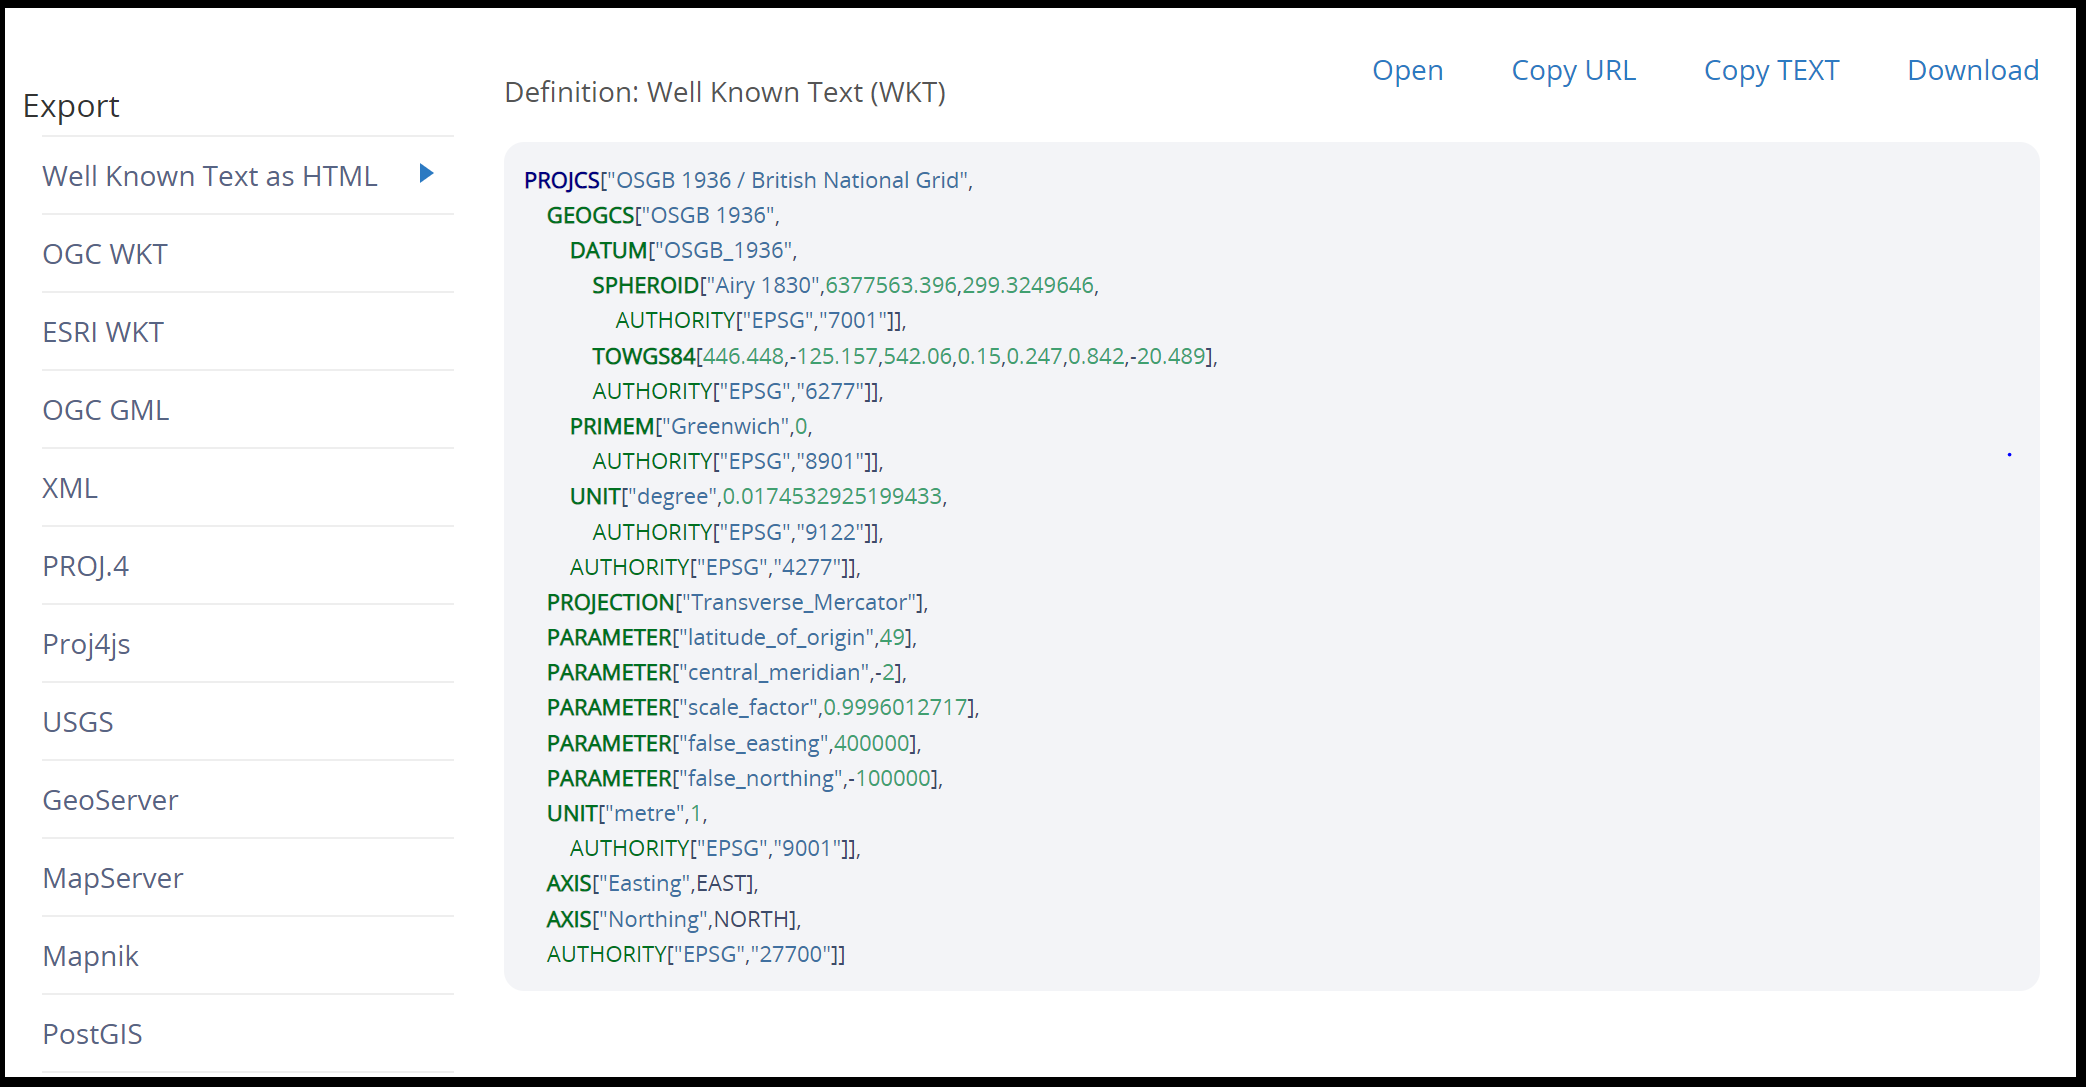 Open Copy URL Copy TEXT Download
Export
Well Known Text as HTML
OGC WKT
ESRI WKT
OGC GML
XML
PROJ.4
Proj4js
USGS
GeoServer
MapServer
Mapnik
PostGIS
Definition: Well Known Text (WKT)
PROJCS["OSGB 1936 / British National Grid",
GEOGCS["OSGB 1936",
DATUM["OSGB_1936",
SPHEROID["Airy 1830",6377563.396,299.3249646,
AUTHORITY["EPSG","7001"]],
TOWGS84[446.448,-125.157,542.06,0.15,0.247,0.842,-20.489],
AUTHORITY["EPSG","6277"]],
PRIMEM["Greenwich",0,
AUTHORITY["EPSG","8901"]],
UNIT["degree",0.0174532925199433,
AUTHORITY["EPSG","9122"]],
AUTHORITY["EPSG","4277"]],
PROJECTION["Transverse_Mercator"],
PARAMETER["latitude_of_origin",49],
PARAMETER["central_meridian",-2],
PARAMETER["scale_factor",0.9996012717],
PARAMETER["false_easting",400000],
PARAMETER["false_northing",-100000],
UNIT["metre",1,
AUTHORITY["EPSG","9001"]],
AXIS["Easting",EAST],
AXIS["Northing",NORTH],
AUTHORITY["EPSG","27700"]]